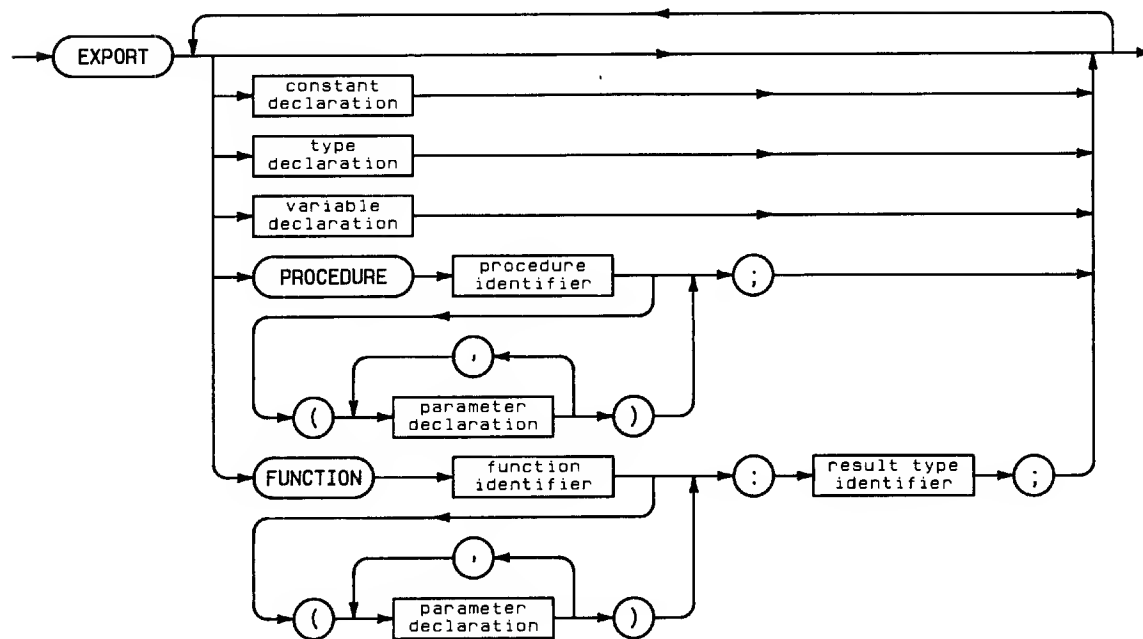 EXPORT
constant
declaration
type
declaration
variable
declaration
PROCEDURE
procedure
identifier
;
,
(
parameter
declaration
)
FUNCTION
function
identifier
:
result type
identifier
;
,
(
parameter
declaration
)